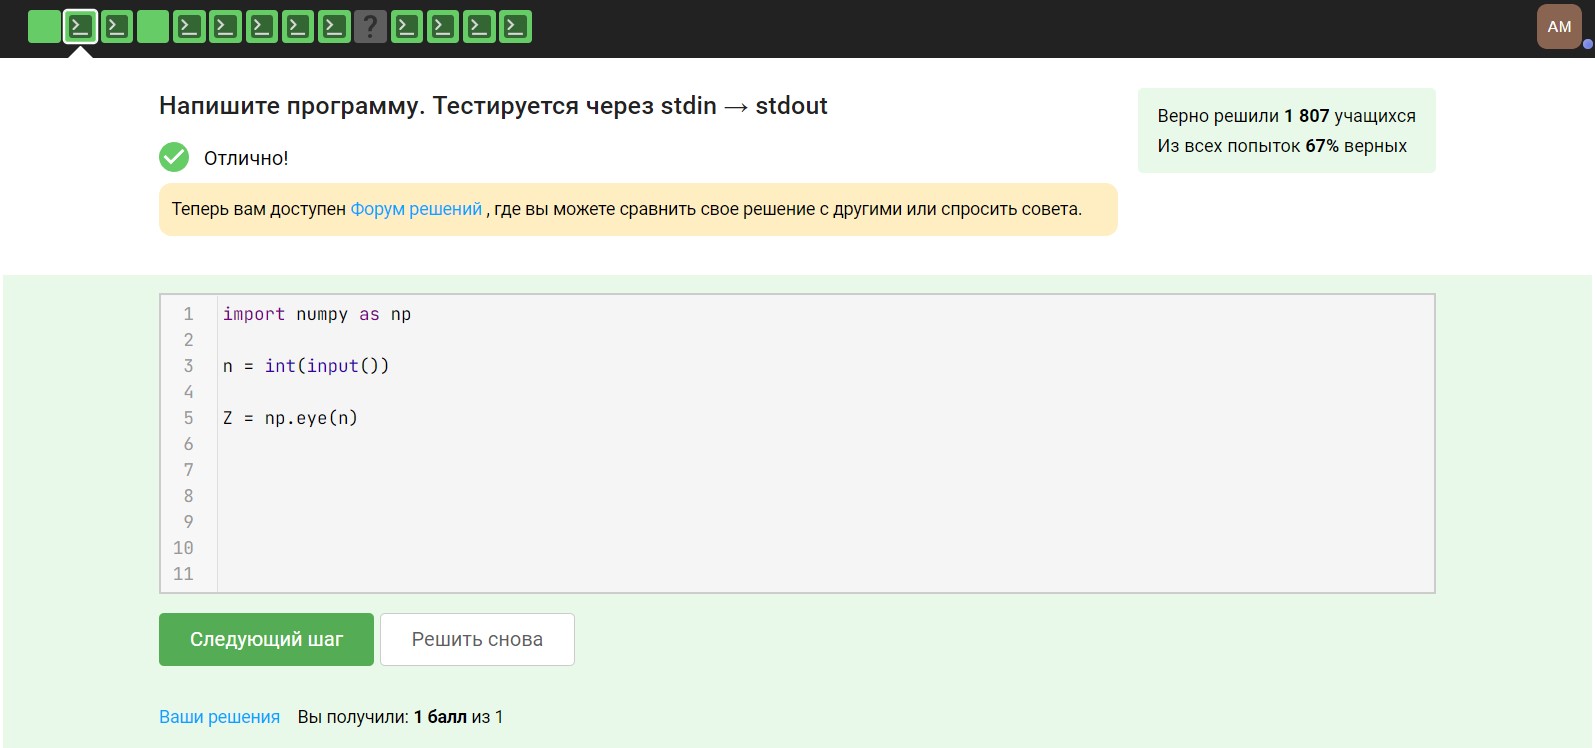 ?
AM
Напишите программу. Тестируется через stdin → stdout
Верно решили 1 807 учащихся
Из всех попыток 67% верных
Отлично!
Теперь вам доступен Форум решений , где вы можете сравнить свое решение с другими или спросить совета.
1 import numpy as np
2
3 n = int(input())
4
5 Z = np.eye(n)
6
7
8
9
10
11
Следующий шаг
Решить снова
Ваши решения Вы получили: 1 балл из 1